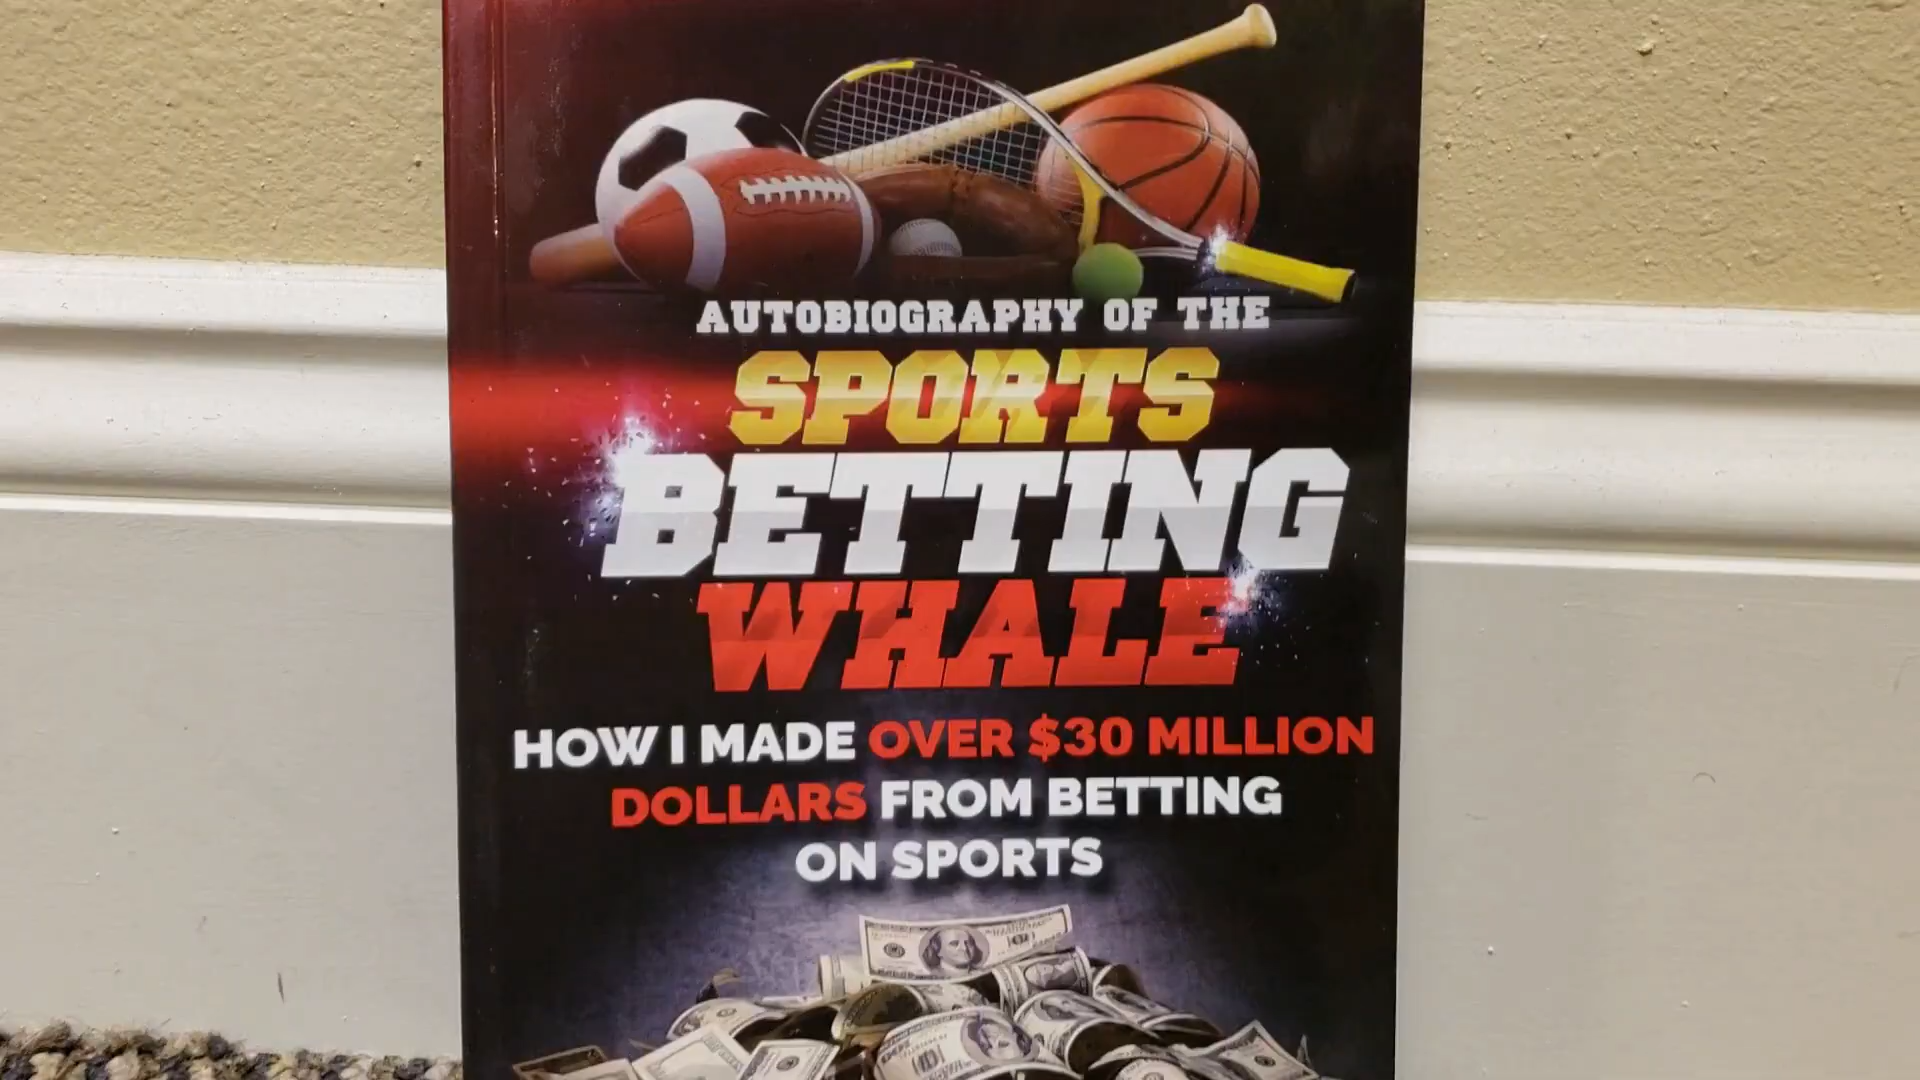 AUTOBIOGRAPHY OF THE
SPORTS
BETTING
WHALE
HOW I MADE OVER $30 MILLION
DOLLARS FROM BETTING
ON SPORTS